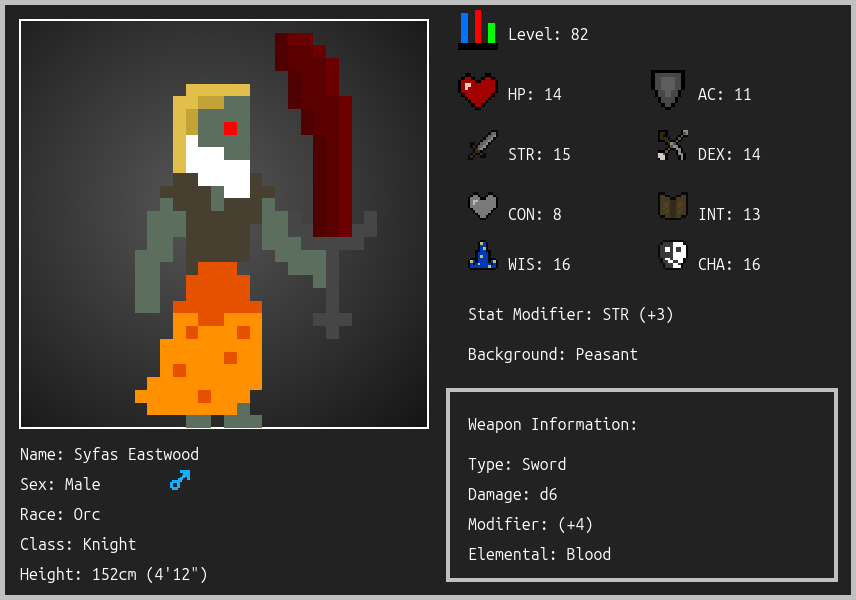 Level: 82
HP: 14
AC: 11
STR: 15
DEX: 14
CON: 8
INT: 13
WIS: 16
CHA: 16
Stat Modifier: STR (+3)
Background: Peasant
Weapon Information:
Type: Sword
Damage: d6
Modifier: (+4)
Elemental: Blood
Name: Syfas Eastwood
Sex: Male
Race: Orc
Class: Knight
Height: 152cm (4'12")